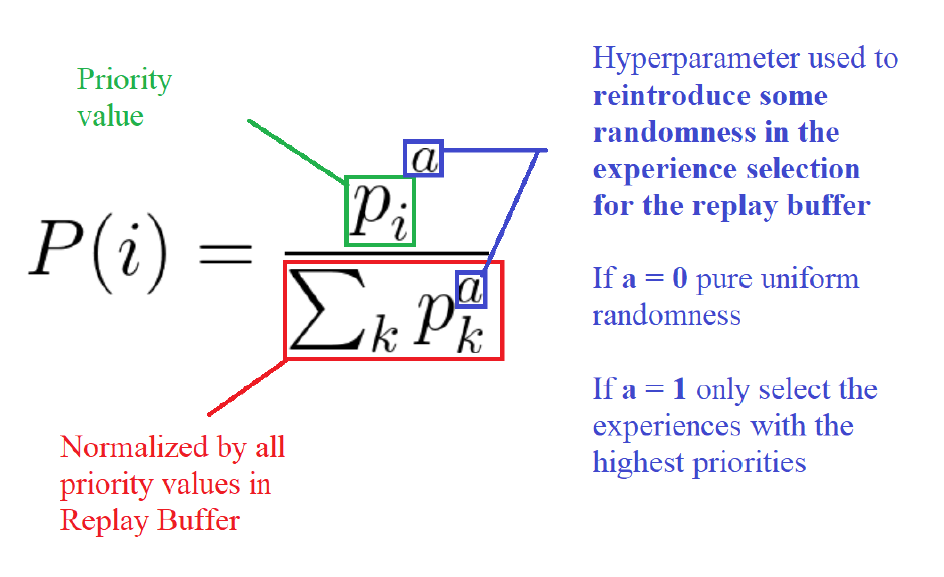 Priority
value
P(i) = p_i^a / ∑_k p_k^a
Hyperparameter used to
reintroduce some
randomness in the
experience selection
for the replay buffer
If a = 0 pure uniform
randomness
If a = 1 only select the
experiences with the
highest priorities
Normalized by all
priority values in
Replay Buffer